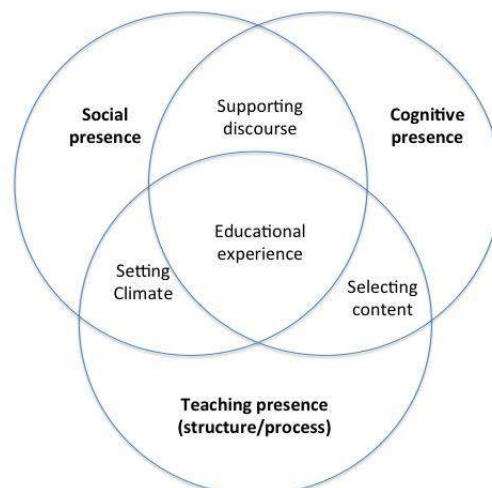 Social
presence
Supporting
discourse
Cognitive
presence
Educational
experience
Setting
Climate
Selecting
content
Teaching presence
(structure/process)